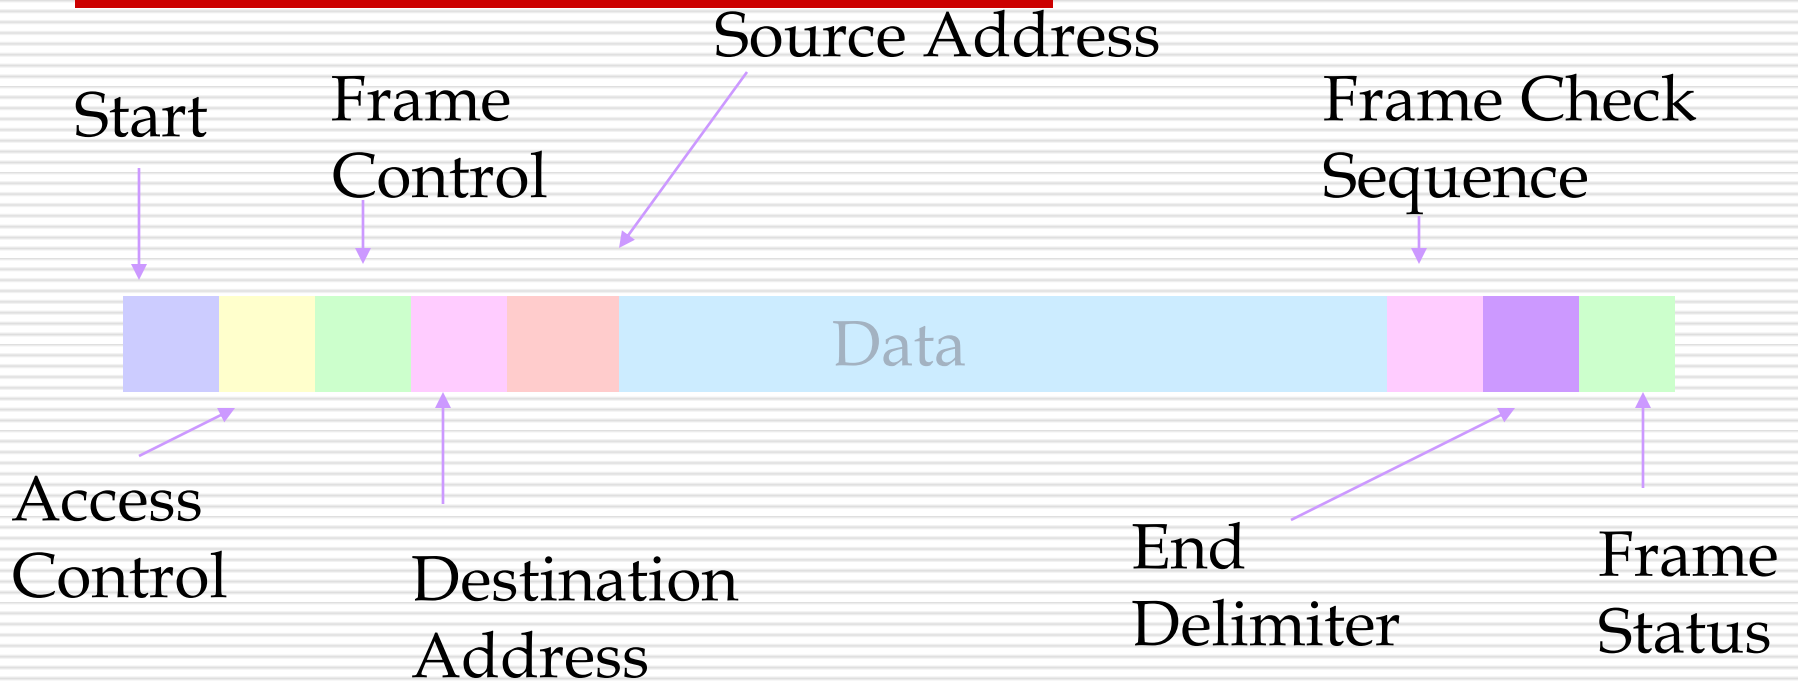 Source Address
Start
Frame
Control
Frame Check
Sequence
Data
Access
Control
Destination
Address
End
Delimiter
Frame
Status